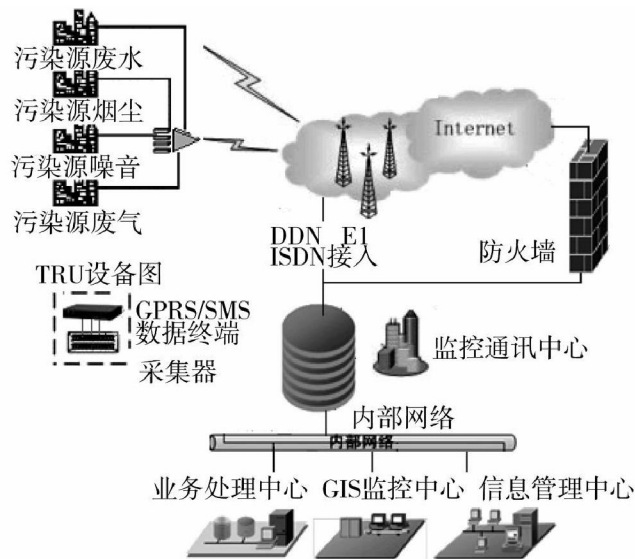 污染源废水
污染源烟尘
污染源噪音
污染源废气
Internet
DDN E1
ISDN接入
防火墙
TRU设备图
GPRS/SMS
数据终端
采集器
监控通讯中心
内部网络
内部网络
业务处理中心 GIS监控中心 信息管理中心